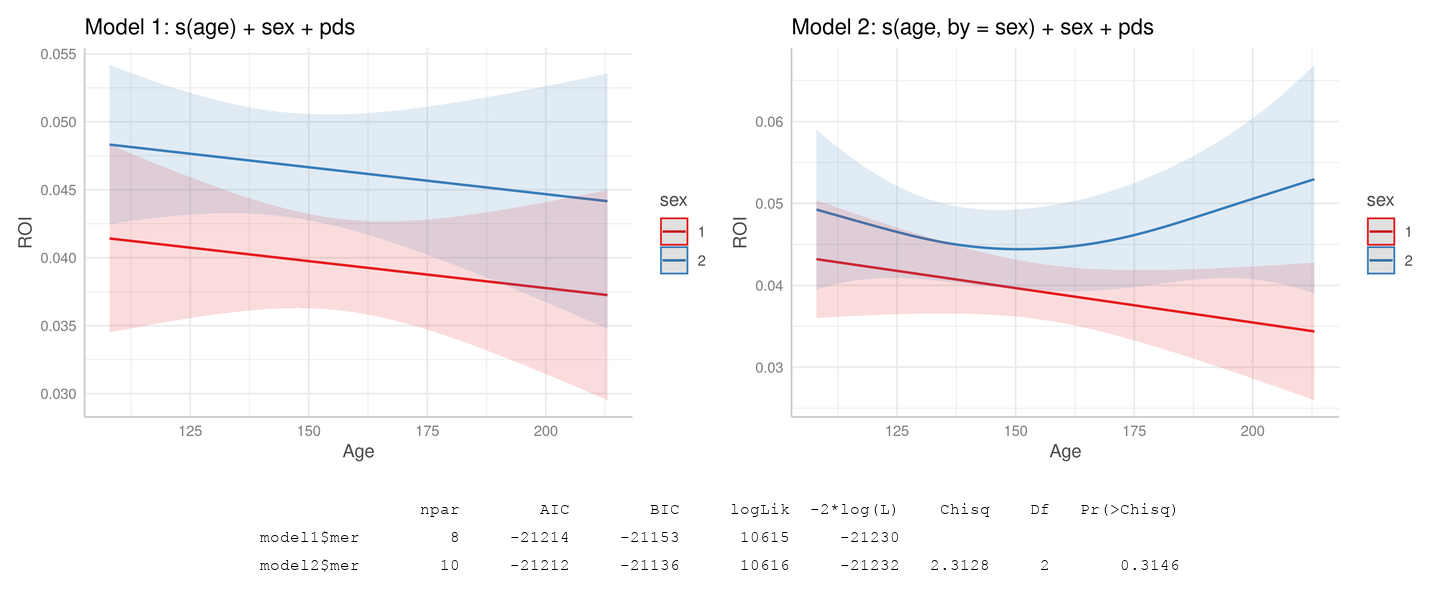 Model 1: s(age) + sex + pds
0.055
0.050
0.045
0.040
0.035
0.030
ROI
125 150 175 200
Age
sex
1
2
Model 2: s(age, by = sex) + sex + pds
0.06
0.05
0.04
0.03
ROI
125 150 175 200
Age
sex
1
2
npar AIC BIC logLik -2*log(L) Chisq Df Pr(>Chisq)
model1$mer 8 -21214 -21153 10615 -21230
model2$mer 10 -21212 -21136 10616 -21232 2.3128 2 0.3146